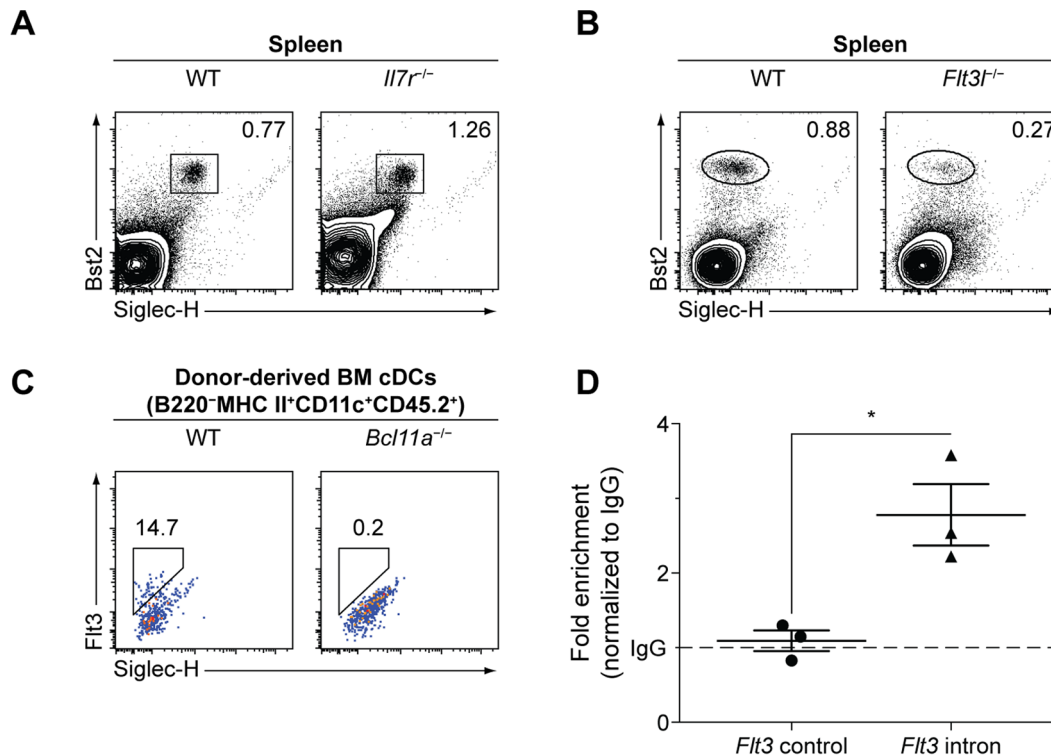 A
Spleen
WT
Il7r⁻/⁻
0.77
1.26
Bst2
Siglec-H
B
Spleen
WT
Flt3l⁻/⁻
0.88
0.27
Bst2
Siglec-H
C
Donor-derived BM cDCs
(B220⁻MHC II⁺CD11c⁺CD45.2⁺)
WT
Bcl11a⁻/⁻
14.7
0.2
Flt3
Siglec-H
D
*
Fold enrichment
(normalized to IgG)
4
2
IgG
0
Flt3 control
Flt3 intron